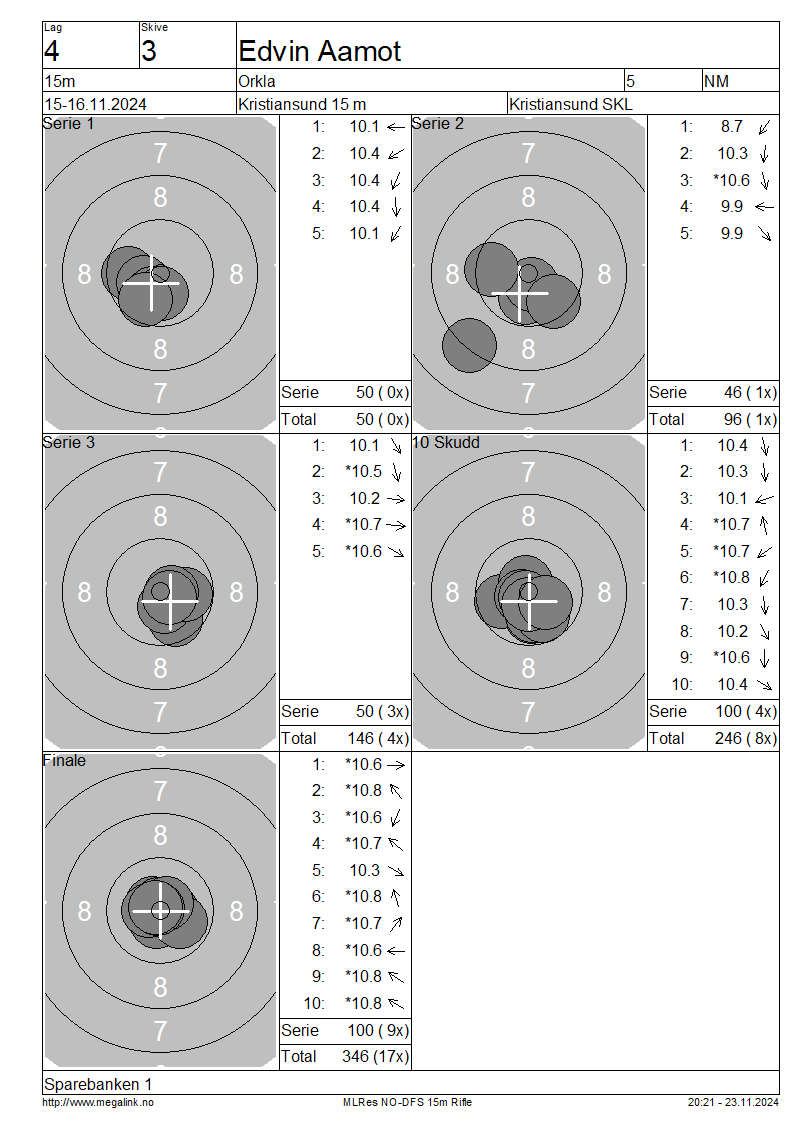 Lag
Skive
4
3
Edvin Aamot
15m
Orkla
5
NM
15-16.11.2024
Kristiansund 15 m
Kristiansund SKL
Serie 1
7
8
8
8
8
7
1: 10.1
2: 10.4
3: 10.4
4: 10.4
5: 10.1
Serie 50 ( 0x)
Total 50 ( 0x)
Serie 2
7
8
8
8
8
7
1: 8.7
2: 10.3
3: *10.6
4: 9.9
5: 9.9
Serie 46 ( 1x)
Total 96 ( 1x)
Serie 3
7
8
8
8
8
7
1: 10.1
2: *10.5
3: 10.2
4: *10.7
5: *10.6
Serie 50 ( 3x)
Total 146 ( 4x)
10 Skudd
7
8
8
8
8
7
1: 10.4
2: 10.3
3: 10.1
4: *10.7
5: *10.7
6: *10.8
7: 10.3
8: 10.2
9: *10.6
10: 10.4
Serie 100 ( 4x)
Total 246 ( 8x)
Finale
7
8
8
8
8
7
1: *10.6
2: *10.8
3: *10.6
4: *10.7
5: 10.3
6: *10.8
7: *10.7
8: *10.6
9: *10.8
10: *10.8
Serie 100 ( 9x)
Total 346 (17x)
Sparebanken 1
http://www.megalink.no
MLRes NO-DFS 15m Rifle
20:21 - 23.11.2024